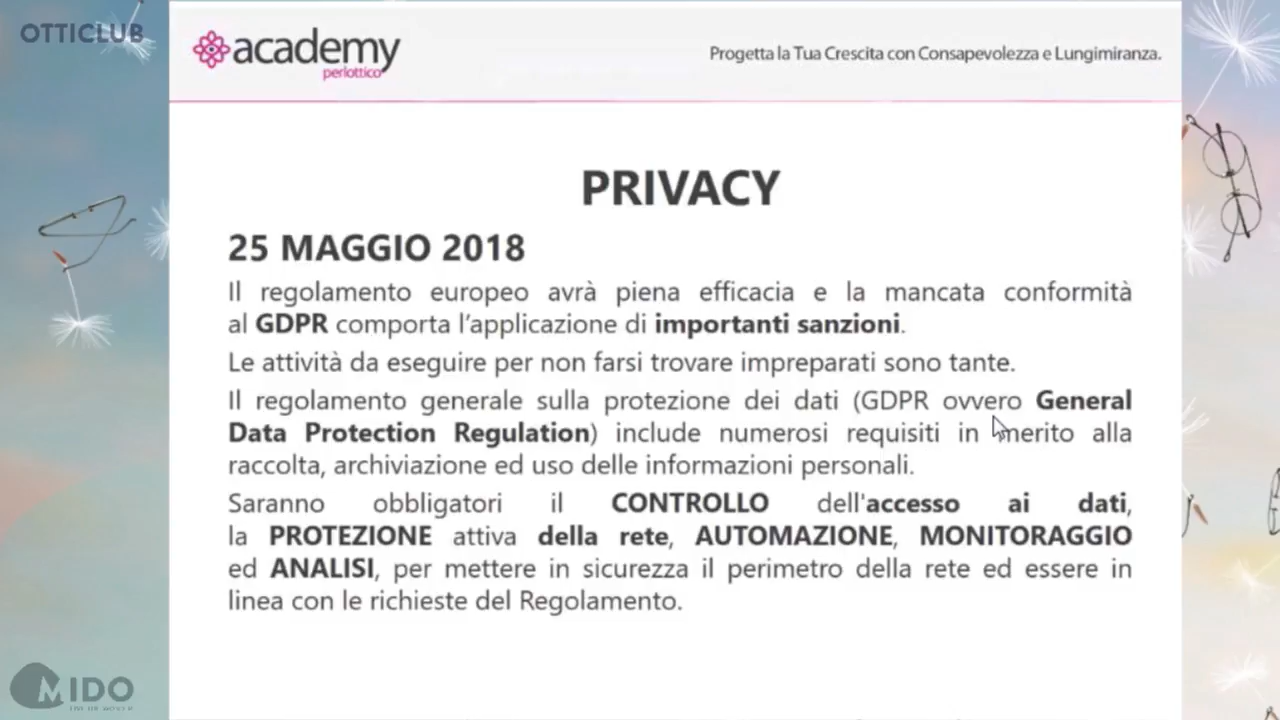 OTTICLUB
academy
perlottico
Progetta la Tua Crescita con Consapevolezza e Lungimiranza.
PRIVACY
25 MAGGIO 2018
Il regolamento europeo avrà piena efficacia e la mancata conformità
al GDPR comporta l'applicazione di importanti sanzioni.
Le attività da eseguire per non farsi trovare impreparati sono tante.
Il regolamento generale sulla protezione dei dati (GDPR ovvero General
Data Protection Regulation) include numerosi requisiti in merito alla
raccolta, archiviazione ed uso delle informazioni personali.
Saranno obbligatori il CONTROLLO dell'accesso ai dati,
la PROTEZIONE attiva della rete, AUTOMAZIONE, MONITORAGGIO
ed ANALISI, per mettere in sicurezza il perimetro della rete ed essere in
linea con le richieste del Regolamento.
MIDO